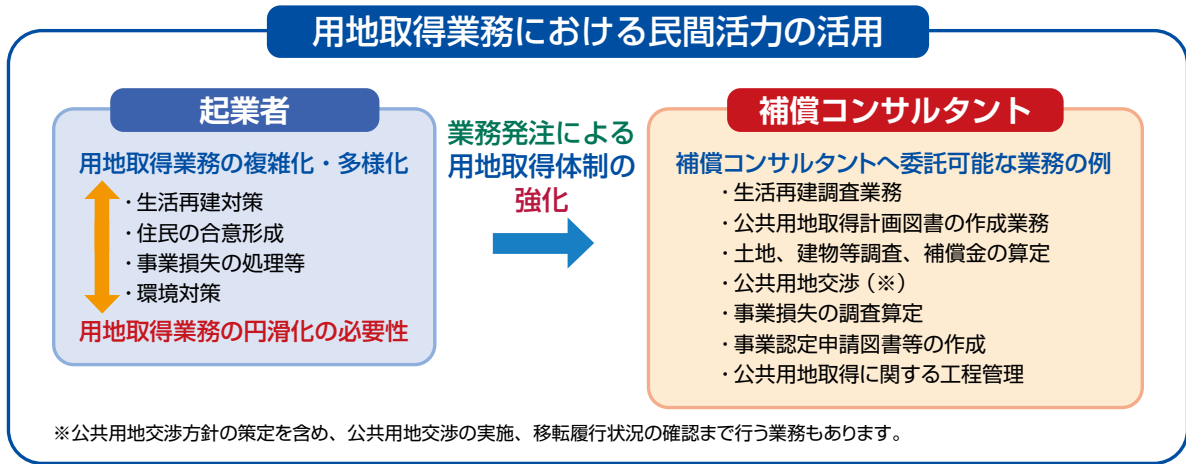 用地取得業務における民間活力の活用
起業者
用地取得業務の複雑化・多様化
・生活再建対策
・住民の合意形成
・事業損失の処理等
・環境対策
用地取得業務の円滑化の必要性
業務発注による
用地取得体制の
強化
補償コンサルタント
補償コンサルタントへ委託可能な業務の例
・生活再建調査業務
・公共用地取得計画図書の作成業務
・土地、建物等調査、補償金の算定
・公共用地交渉（※）
・事業損失の調査算定
・事業認定申請図書等の作成
・公共用地取得に関する工程管理
※公共用地交渉方針の策定を含め、公共用地交渉の実施、移転履行状況の確認まで行う業務もあります。